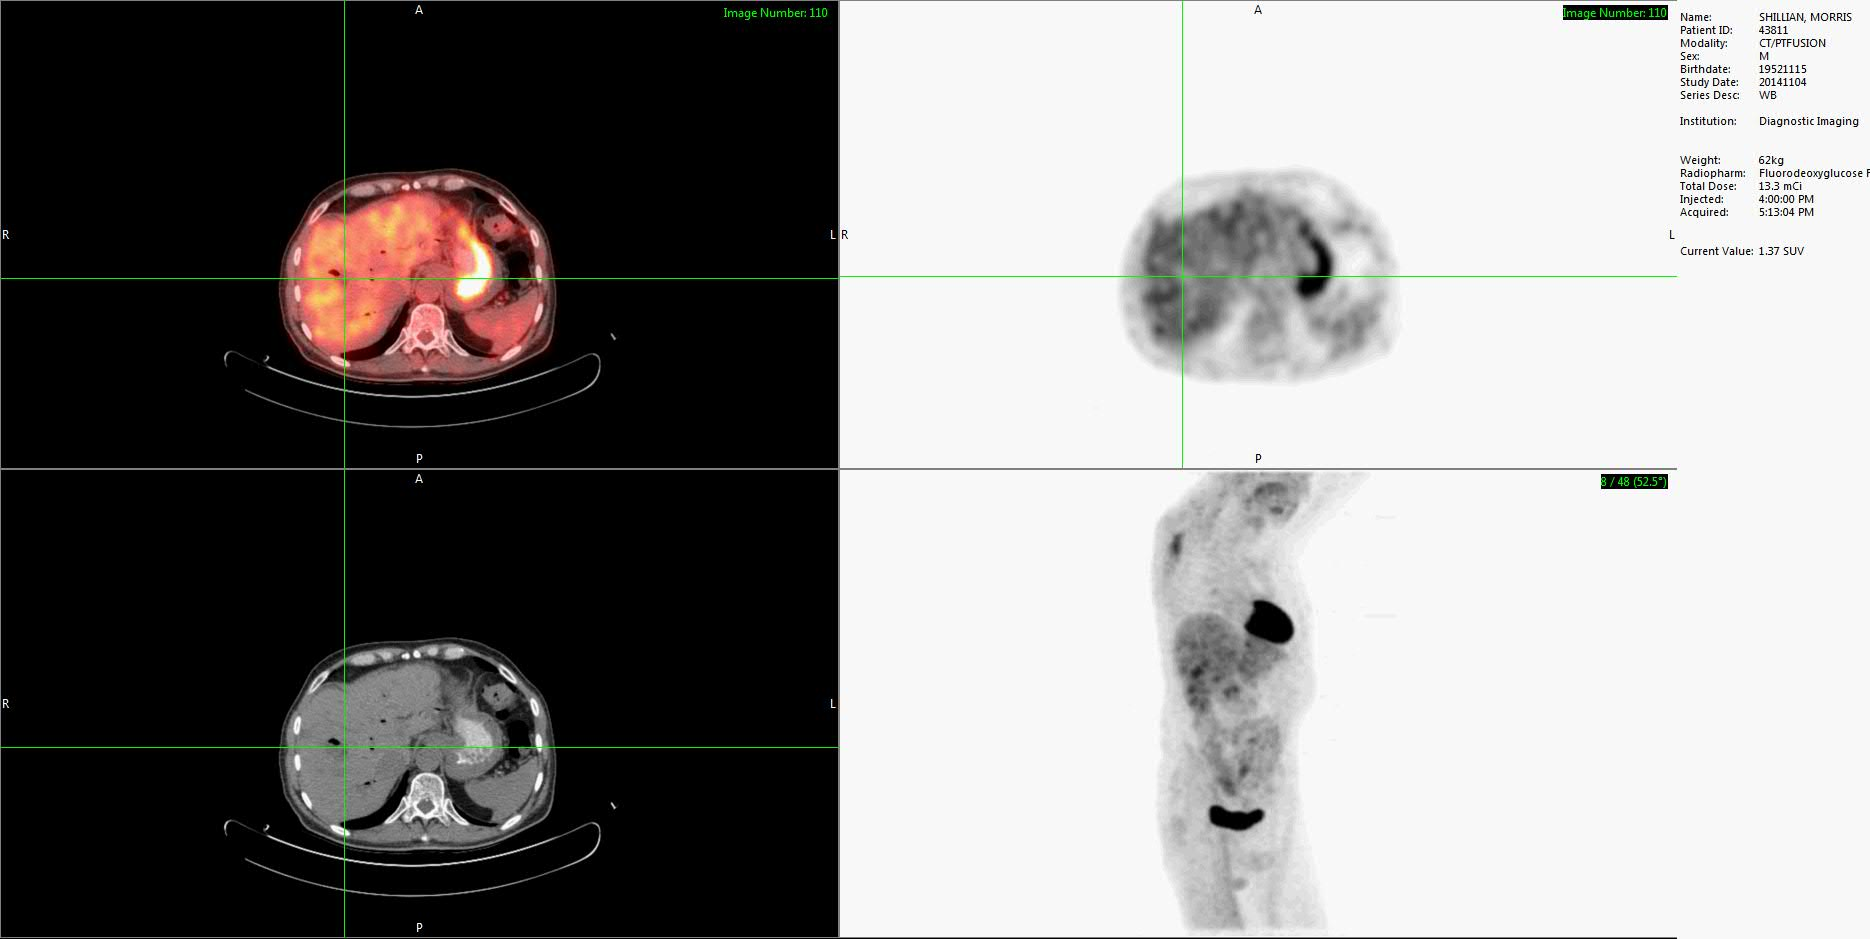 A
Image Number: 110
R
L
P
A
Image Number: 110
R
L
P
A
R
L
P
8 / 48 (52.5°)
Name: SHILLIAN, MORRIS
Patient ID: 43811
Modality: CT/PTFUSION
Sex: M
Birthdate: 19521115
Study Date: 20141104
Series Desc: WB
Institution: Diagnostic Imaging
Weight: 62kg
Radiopharm: Fluorodeoxyglucose F
Total Dose: 13.3 mCi
Injected: 4:00:00 PM
Acquired: 5:13:04 PM
Current Value: 1.37 SUV